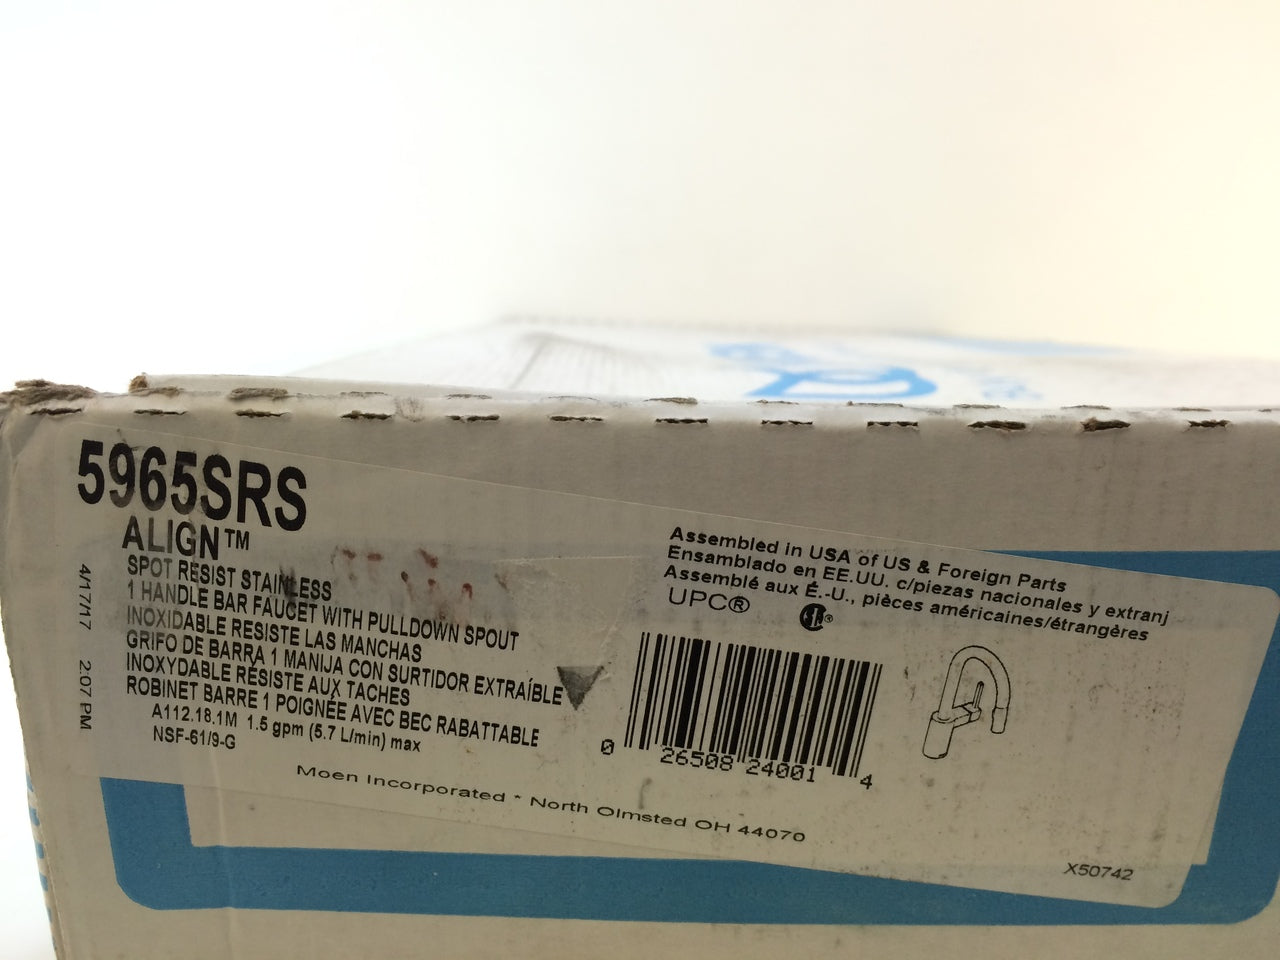 5965SRS
ALIGN™
SPOT RESIST STAINLESS
1 HANDLE BAR FAUCET WITH PULLDOWN SPOUT
INOXIDABLE RESISTE LAS MANCHAS
GRIFO DE BARRA 1 MANIJA CON SURTIDOR EXTRAÍBLE
INOXYDABLE RÉSISTE AUX TACHES
ROBINET BARRE 1 POIGNÉE AVEC BEC RABATTABLE
A112.18.1M 1.5 gpm (5.7 L/min) max
NSF-61/9-G
4/17/17 2:07 PM
Moen Incorporated * North Olmsted OH 44070
Assembled in USA of US & Foreign Parts
Ensamblado en EE.UU. c/piezas nacionales y extranj
Assemblé aux É.-U., pièces américaines/étrangères
UPC®
0 26508 24001 4
X50742